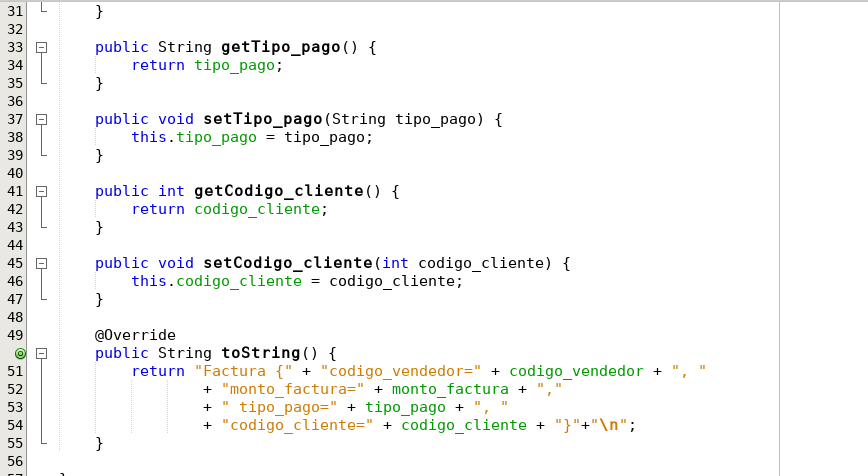 31 }
32
33 public String getTipo_pago() {
34 return tipo_pago;
35 }
36
37 public void setTipo_pago(String tipo_pago) {
38 this.tipo_pago = tipo_pago;
39 }
40
41 public int getCodigo_cliente() {
42 return codigo_cliente;
43 }
44
45 public void setCodigo_cliente(int codigo_cliente) {
46 this.codigo_cliente = codigo_cliente;
47 }
48
49 @Override
public String toString() {
51 return "Factura {" + "codigo_vendedor=" + codigo_vendedor + ", "
52 + "monto_factura=" + monto_factura + ","
53 + " tipo_pago=" + tipo_pago + ", "
54 + "codigo_cliente=" + codigo_cliente + "}"+"\n";
55 }
56